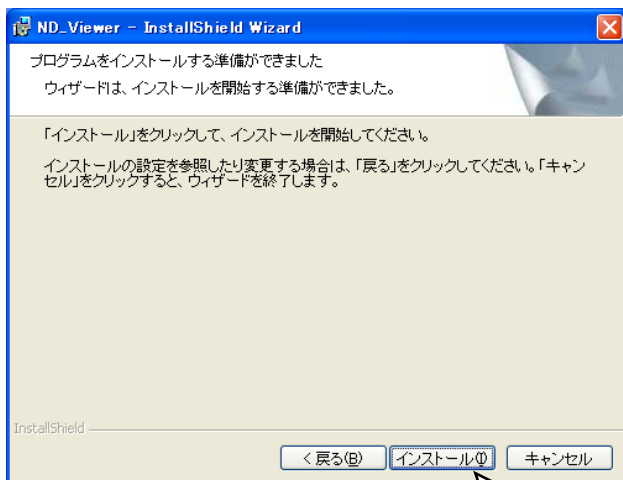 ND_Viewer - InstallShield Wizard
プログラムをインストールする準備ができました
ウィザードは、インストールを開始する準備ができました。
「インストール」をクリックして、インストールを開始してください。
インストールの設定を参照したり変更する場合は、「戻る」をクリックしてください。「キャン
セル」をクリックすると、ウィザードを終了します。
InstallShield
< 戻る(B) インストール(I) キャンセル